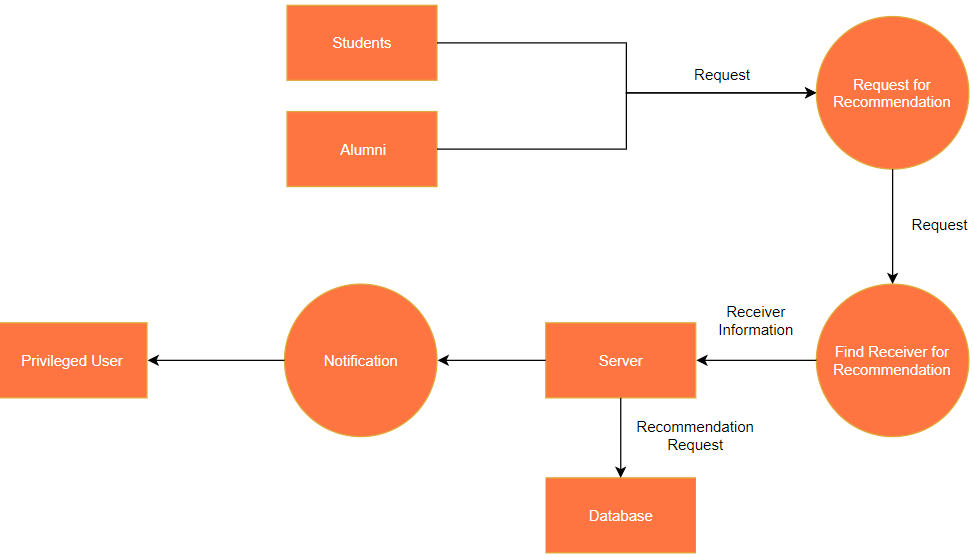 Students
Request
Request for
Recommendation
Alumni
Request
Receiver
Information
Privileged User
Notification
Server
Find Receiver for
Recommendation
Recommendation
Request
Database